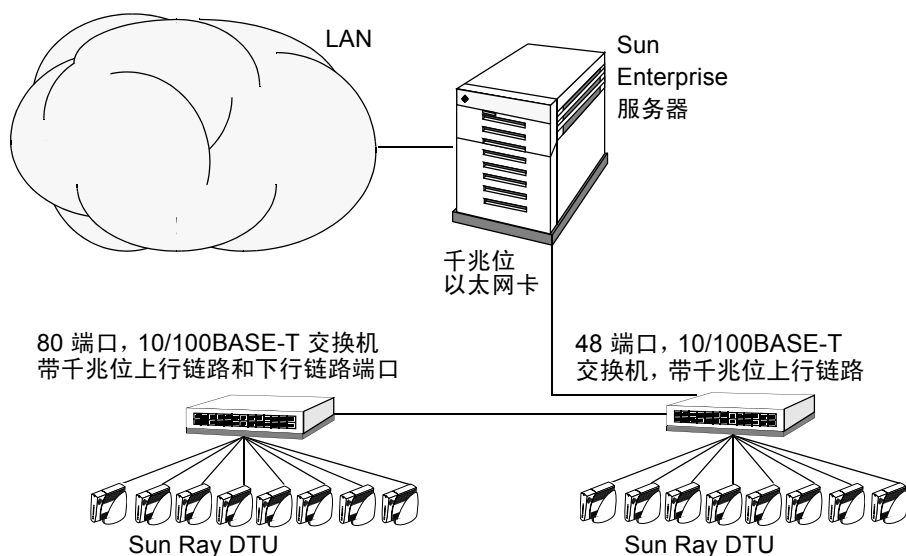 LAN
Sun
Enterprise
服务器
千兆位
以太网卡
80 端口，10/100BASE-T 交换机
带千兆位上行链路和下行链路端口
48 端口，10/100BASE-T
交换机，带千兆位上行链路
Sun Ray DTU
Sun Ray DTU